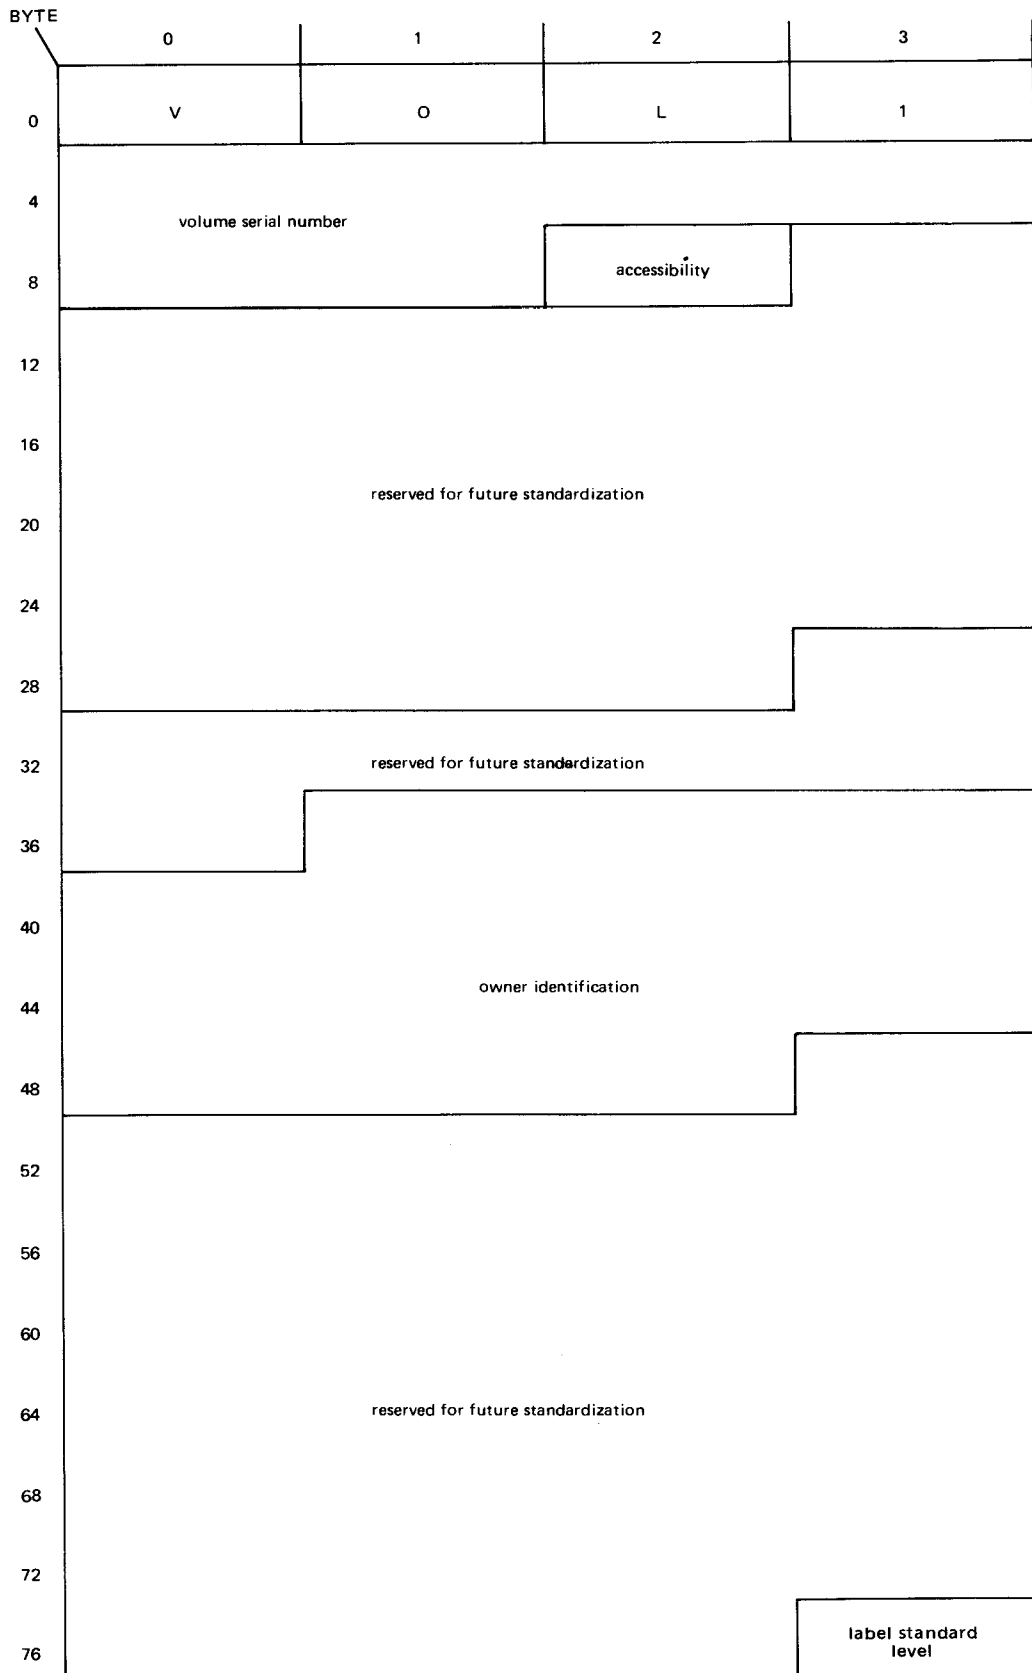 BYTE
0 1 2 3
0 V O L 1
4
volume serial number
accessibility
8
12
16
reserved for future standardization
20
24
28
32 reserved for future standardization
36
40
owner identification
44
48
52
56
60
64 reserved for future standardization
68
72
label standard
level
76